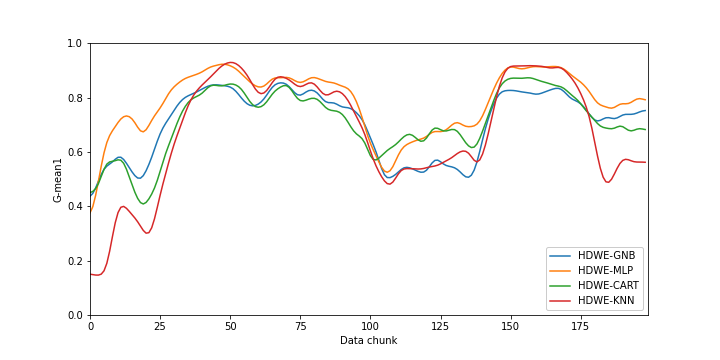 1.0
0.8
0.6
0.4
0.2
0.0
G-mean1
0 25 50 75 100 125 150 175
Data chunk
HDWE-GNB
HDWE-MLP
HDWE-CART
HDWE-KNN